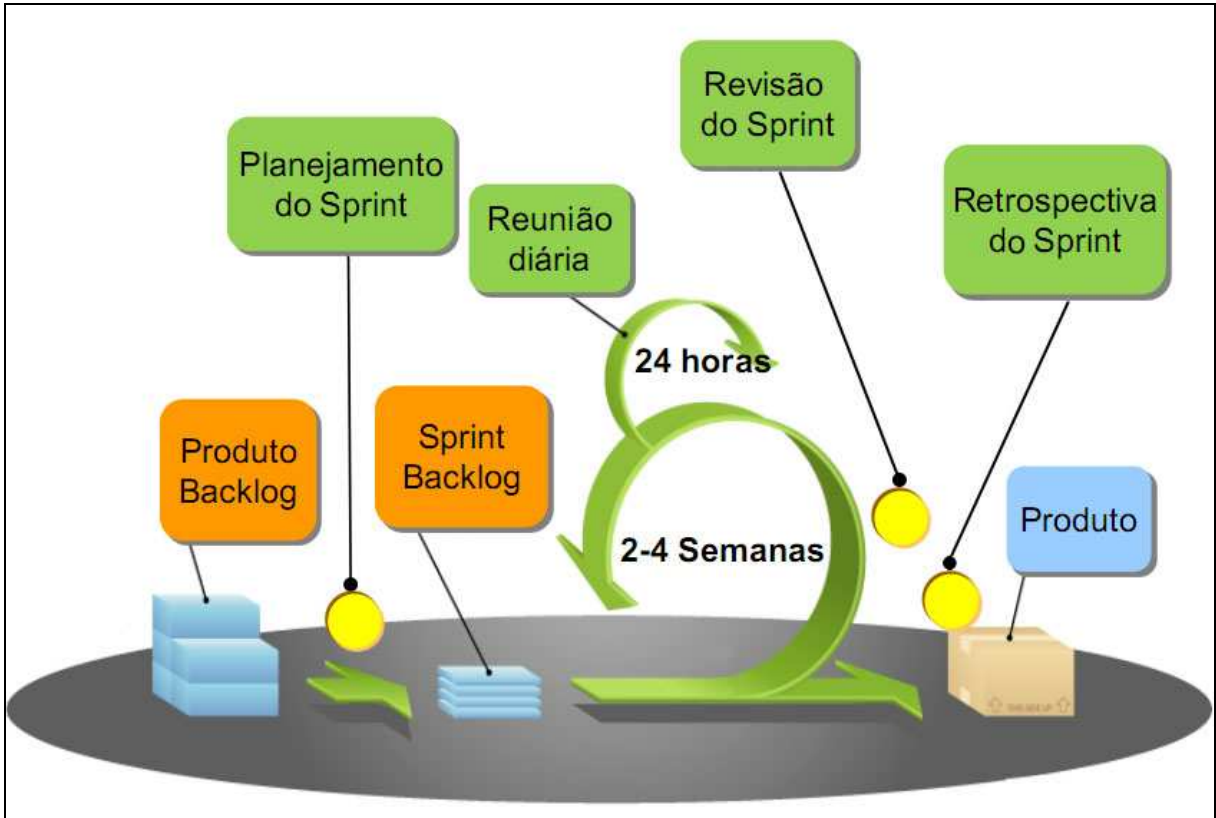 Revisão
do Sprint
Planejamento
do Sprint
Reunião
diária
Retrospectiva
do Sprint
24 horas
Produto
Backlog
Sprint
Backlog
2-4 Semanas
Produto